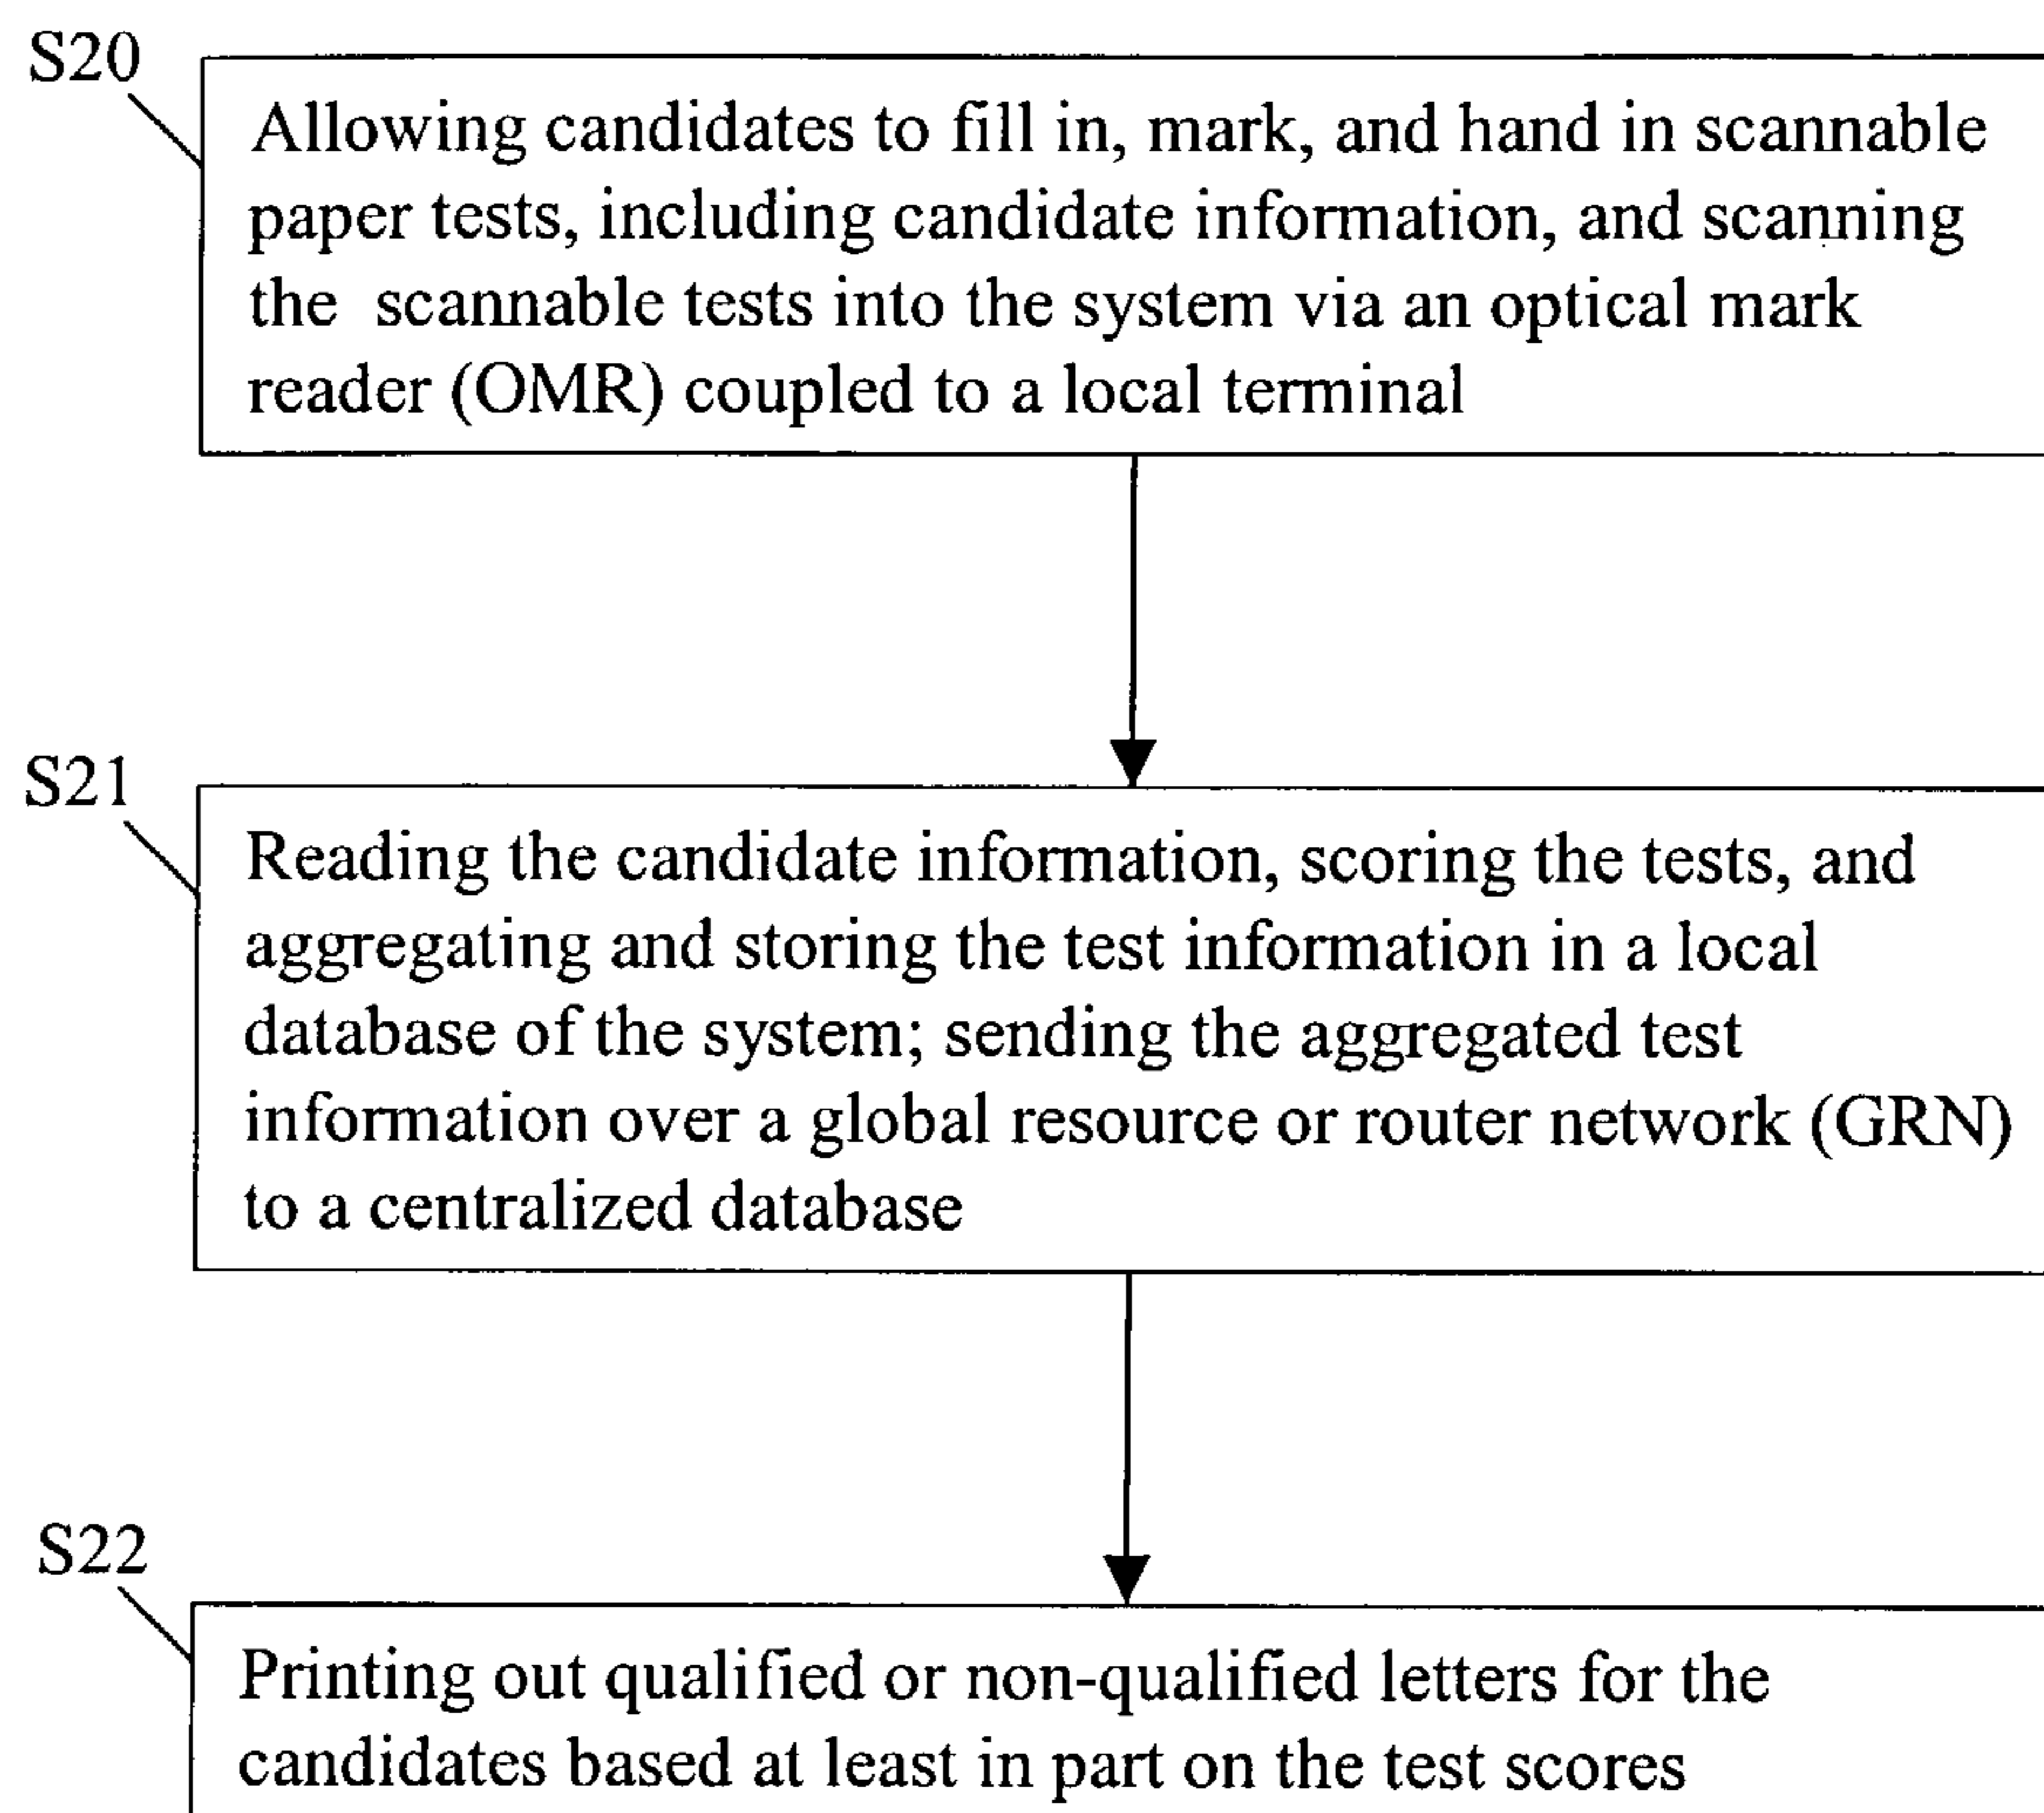 S20
Allowing candidates to fill in, mark, and hand in scannable
paper tests, including candidate information, and scanning
the scannable tests into the system via an optical mark
reader (OMR) coupled to a local terminal
S21
Reading the candidate information, scoring the tests, and
aggregating and storing the test information in a local
database of the system; sending the aggregated test
information over a global resource or router network (GRN)
to a centralized database
S22
Printing out qualified or non-qualified letters for the
candidates based at least in part on the test scores